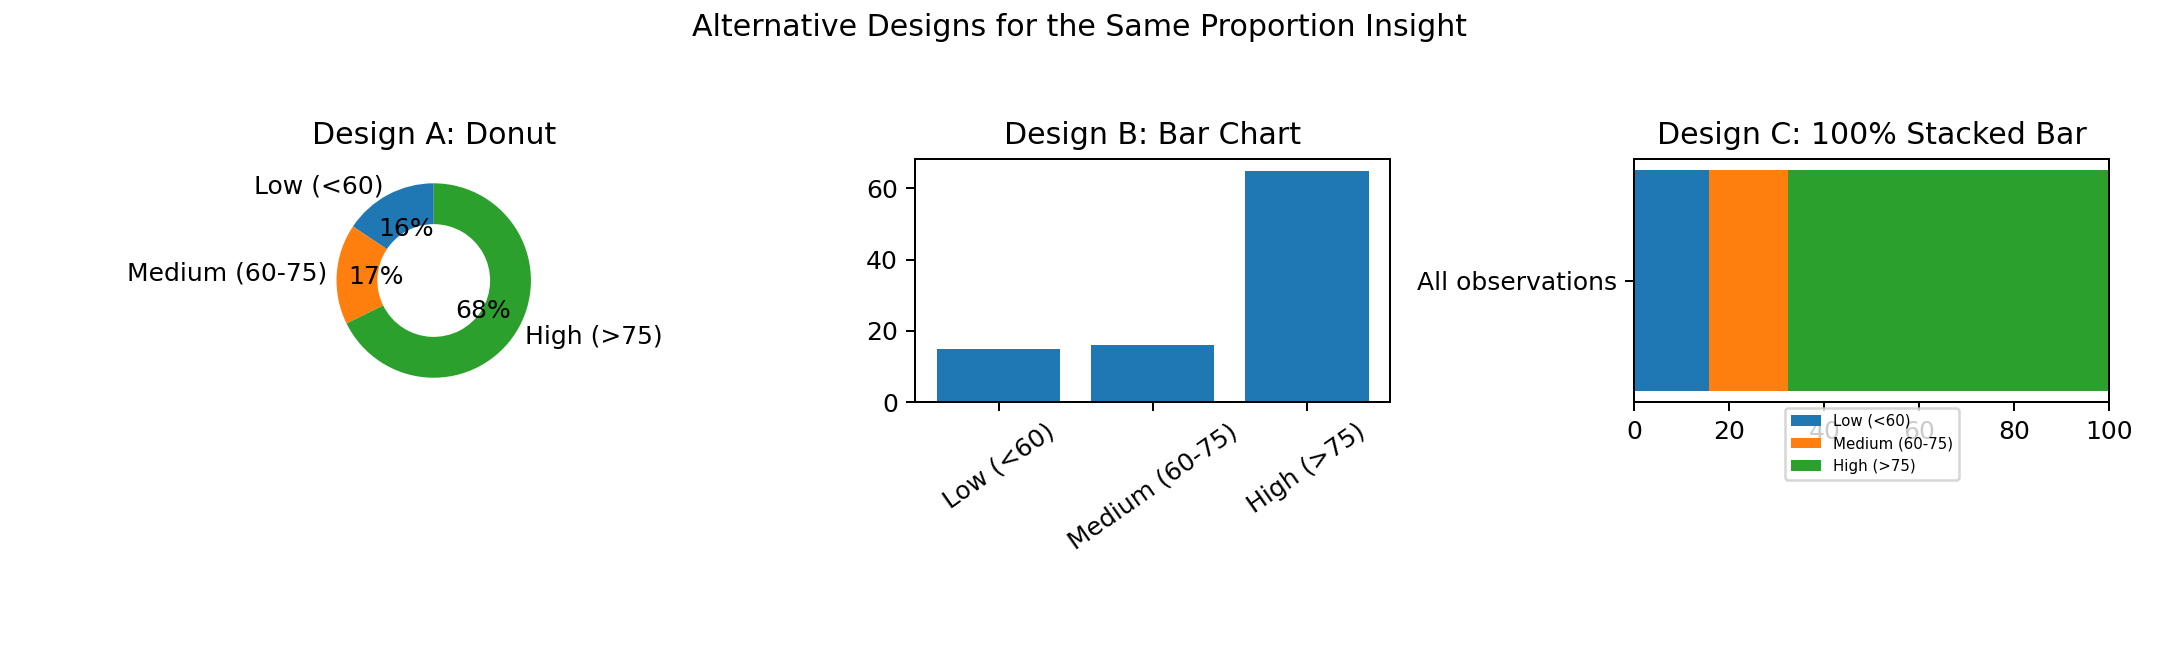 Alternative Designs for the Same Proportion Insight
Design A: Donut
Low (<60)
16%
Medium (60-75)
17%
68%
High (>75)
Design B: Bar Chart
60
40
20
0
Low (<60)
Medium (60-75)
High (>75)
Design C: 100% Stacked Bar
All observations
0 20 40 60 80 100
Low (<60)
Medium (60-75)
High (>75)